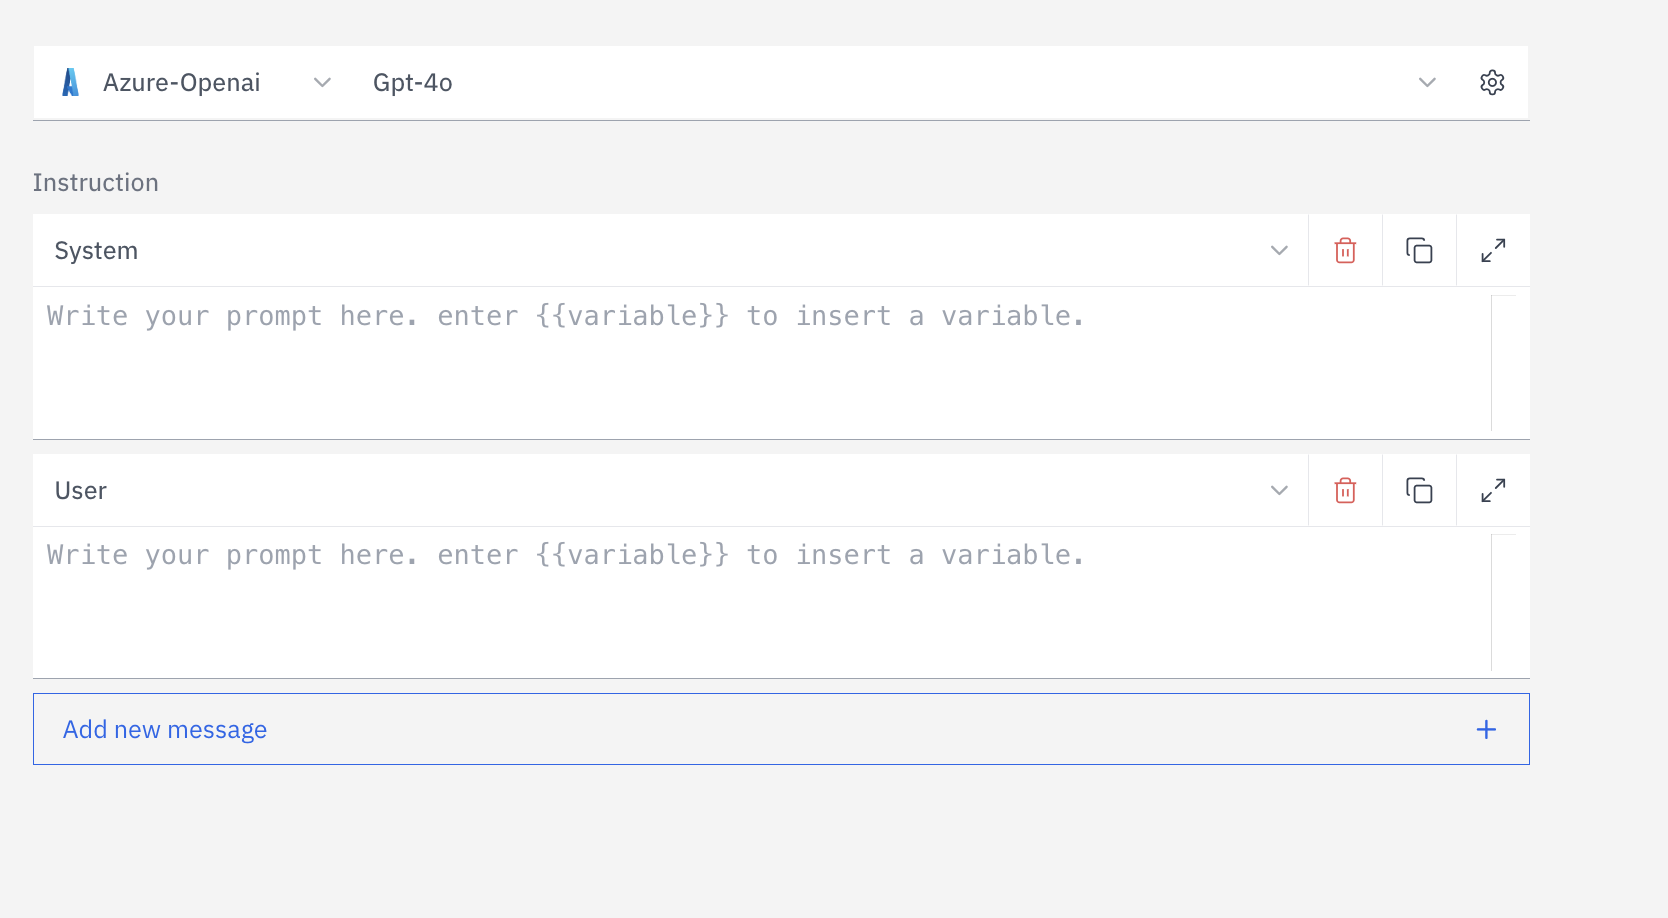 Azure-Openai Gpt-4o
Instruction
System
Write your prompt here. enter {{variable}} to insert a variable.
User
Write your prompt here. enter {{variable}} to insert a variable.
Add new message